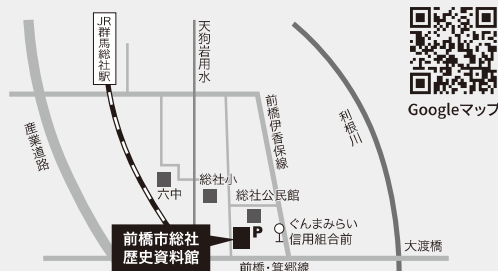 JR群馬総社駅
天狗岩用水
Googleマップ
産業道路
前橋伊香保線
利根川
六中
総社小
総社公民館
P
ぐんまみらい
信用組合前
前橋市総社
歴史資料館
大渡橋
前橋・箕郷線